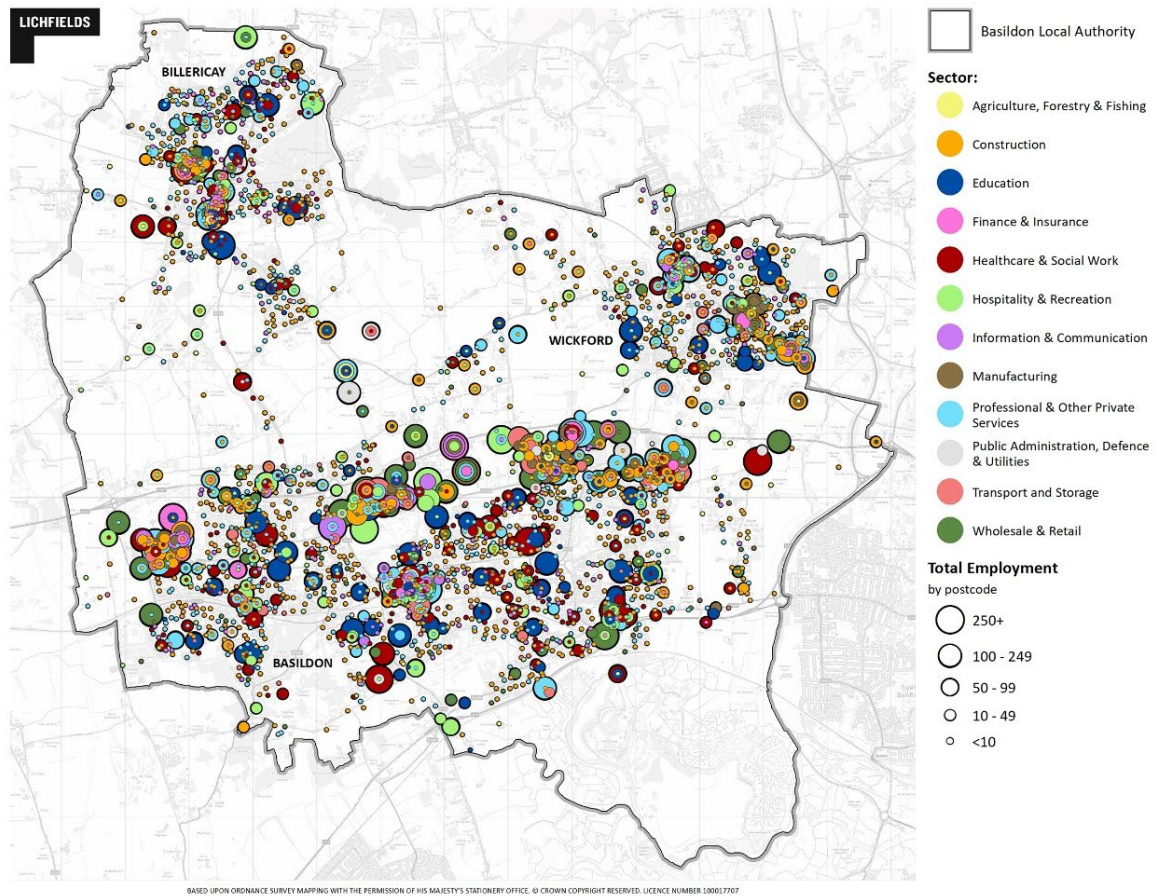 LICHFIELDS
BILLERICAY
WICKFORD
BASILDON
Basildon Local Authority
Sector:
Agriculture, Forestry & Fishing
Construction
Education
Finance & Insurance
Healthcare & Social Work
Hospitality & Recreation
Information & Communication
Manufacturing
Professional & Other Private
Services
Public Administration, Defence
& Utilities
Transport and Storage
Wholesale & Retail
Total Employment
by postcode
250+
100 - 249
50 - 99
10 - 49
<10
BASED UPON ORDNANCE SURVEY MAPPING WITH THE PERMISSION OF HIS MAJESTY'S STATIONERY OFFICE. © CROWN COPYRIGHT RESERVED. LICENCE NUMBER 100017707